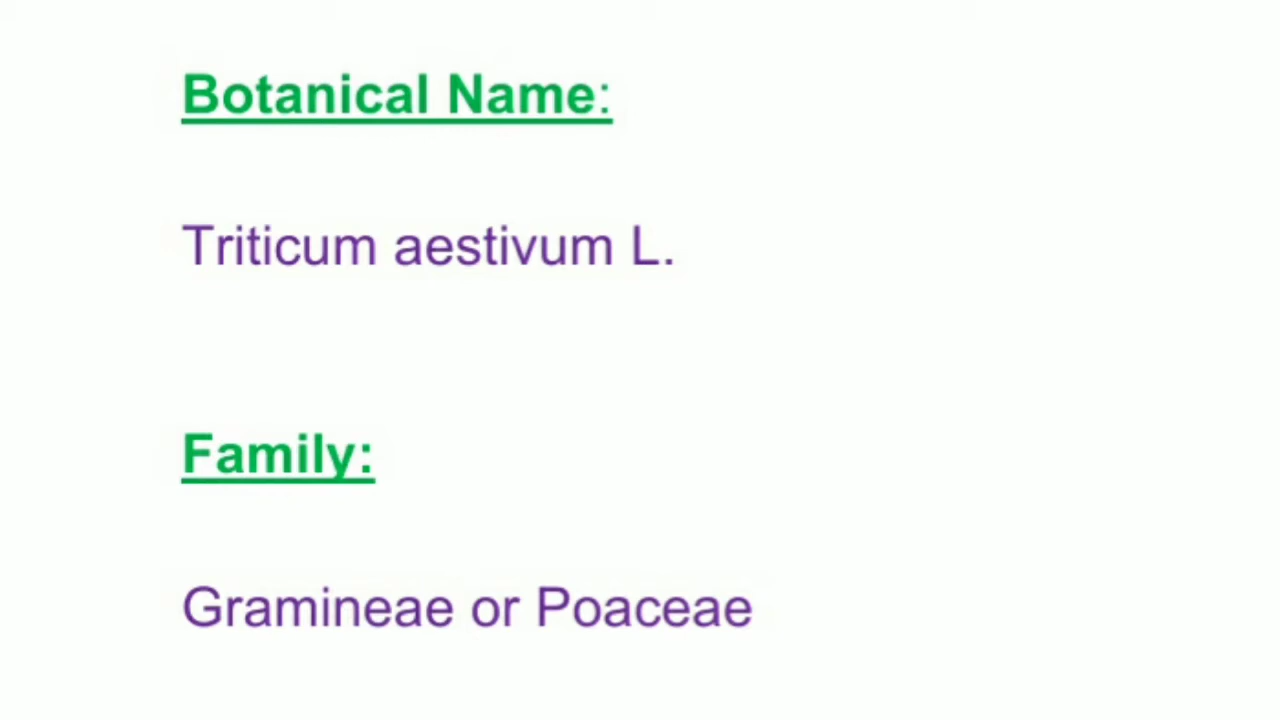 Botanical Name:
Triticum aestivum L.
Family:
Gramineae or Poaceae